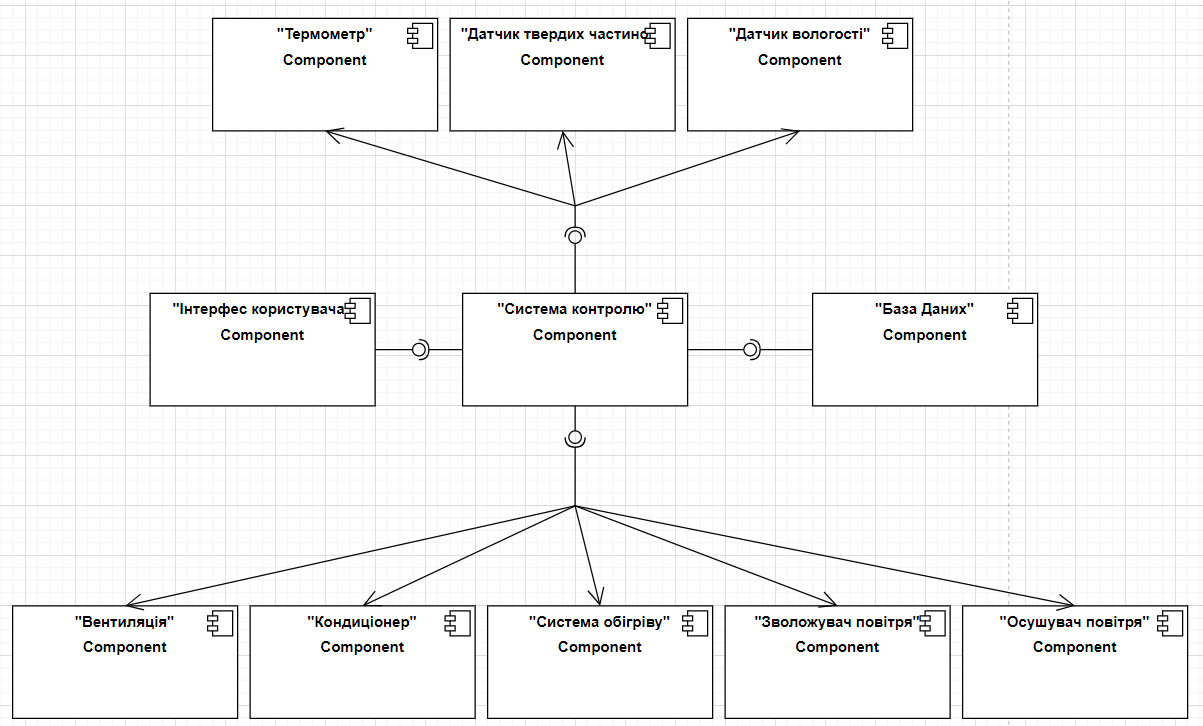 "Термометр"
Component
"Датчик твердих частино
Component
"Датчик вологості"
Component
"Інтерфес користувача
Component
"Система контролю"
Component
"База Даних"
Component
"Вентиляція"
Component
"Кондиціонер"
Component
"Система обігріву"
Component
"Зволожувач повітря"
Component
"Осушувач повітря"
Component